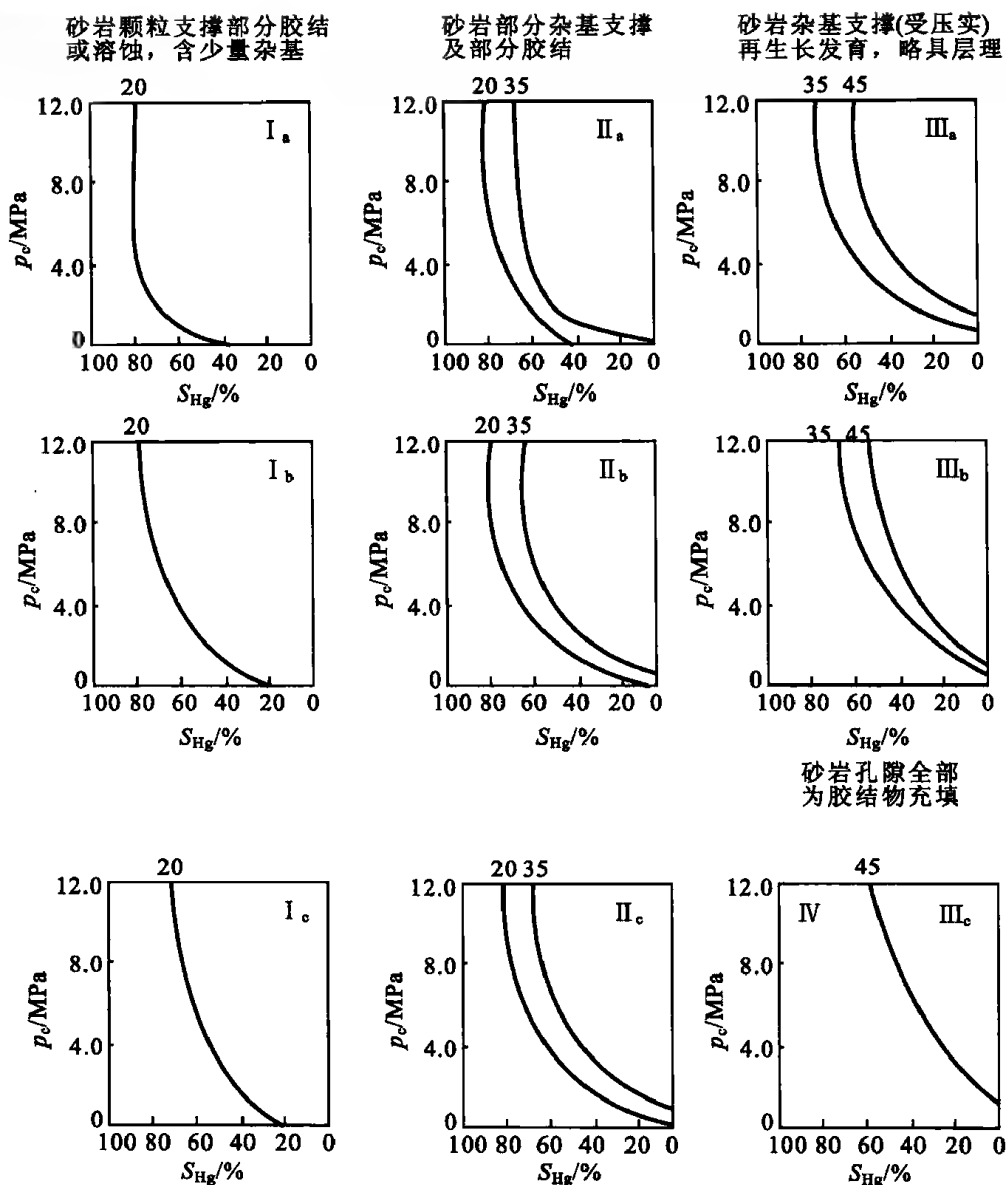 砂岩颗粒支撑部分胶结
或溶蚀，含少量杂基
砂岩部分杂基支撑
及部分胶结
砂岩杂基支撑(受压实)
再生长发育，略具层理
20
12.0
8.0
4.0
0
Ⅰa
pc/MPa
100 80 60 40 20 0
SHg/%
20 35
12.0
8.0
4.0
0
Ⅱa
pc/MPa
100 80 60 40 20 0
SHg/%
35 45
12.0
8.0
4.0
0
Ⅲa
pc/MPa
100 80 60 40 20 0
SHg/%
20
12.0
8.0
4.0
0
Ⅰb
pc/MPa
100 80 60 40 20 0
SHg/%
20 35
12.0
8.0
4.0
0
Ⅱb
pc/MPa
100 80 60 40 20 0
SHg/%
35 45
12.0
8.0
4.0
0
Ⅲb
pc/MPa
100 80 60 40 20 0
SHg/%
砂岩孔隙全部
为胶结物充填
20
12.0
8.0
4.0
0
Ⅰc
pc/MPa
100 80 60 40 20 0
SHg/%
20 35
12.0
8.0
4.0
0
Ⅱc
pc/MPa
100 80 60 40 20 0
SHg/%
45
12.0
8.0
4.0
0
Ⅳ Ⅲc
pc/MPa
100 80 60 40 20 0
SHg/%